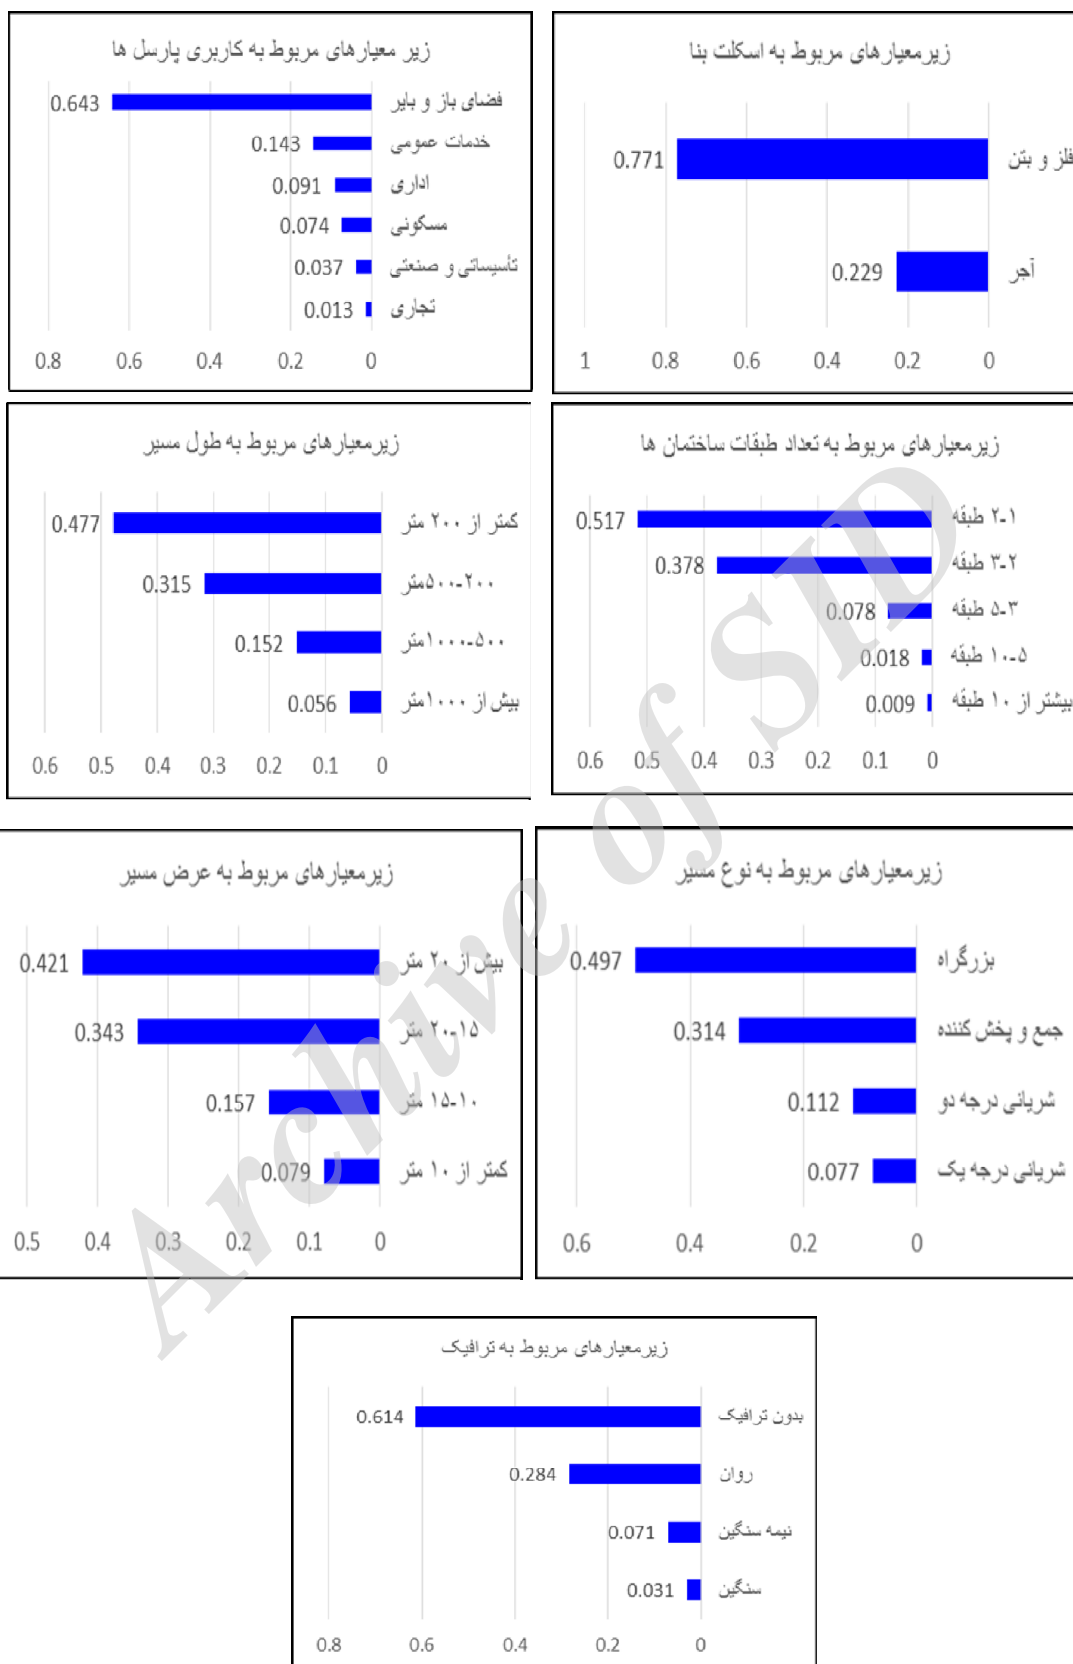 زیرمعیارهای مربوط به اسکلت بنا
فلز و بتن 0.771
آجر 0.229
1 0.8 0.6 0.4 0.2 0
زیر معیارهای مربوط به کاربری پارسل ها
فضای باز و بایر 0.643
خدمات عمومی 0.143
اداری 0.091
مسکونی 0.074
تأسیساتی و صنعتی 0.037
تجاری 0.013
0.8 0.6 0.4 0.2 0
زیرمعیارهای مربوط به تعداد طبقات ساختمان ها
۲-۱ طبقه 0.517
۳-۲ طبقه 0.378
۵-۳ طبقه 0.078
۱۰-۵ طبقه 0.018
بیشتر از ۱۰ طبقه 0.009
0.6 0.5 0.4 0.3 0.2 0.1 0
زیرمعیارهای مربوط به طول مسیر
کمتر از ۲۰۰ متر 0.477
۵۰۰-۲۰۰متر 0.315
۱۰۰۰-۵۰۰متر 0.152
بیش از ۱۰۰۰متر 0.056
0.6 0.5 0.4 0.3 0.2 0.1 0
زیرمعیارهای مربوط به نوع مسیر
بزرگراه 0.497
جمع و پخش کننده 0.314
شریانی درجه دو 0.112
شریانی درجه یک 0.077
0.6 0.4 0.2 0
زیرمعیارهای مربوط به عرض مسیر
بیش از ۲۰ متر 0.421
۲۰-۱۵ متر 0.343
۱۵-۱۰ متر 0.157
کمتر از ۱۰ متر 0.079
0.5 0.4 0.3 0.2 0.1 0
زیرمعیارهای مربوط به ترافیک
بدون ترافیک 0.614
روان 0.284
نیمه سنگین 0.071
سنگین 0.031
0.8 0.6 0.4 0.2 0
Archive of SID